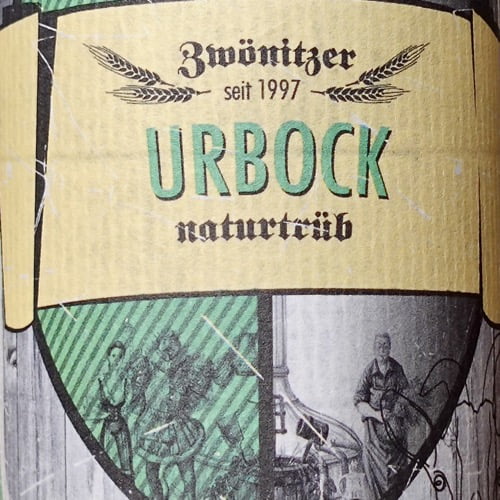 Zwönitzer
seit 1997
URBOCK
naturtrüb